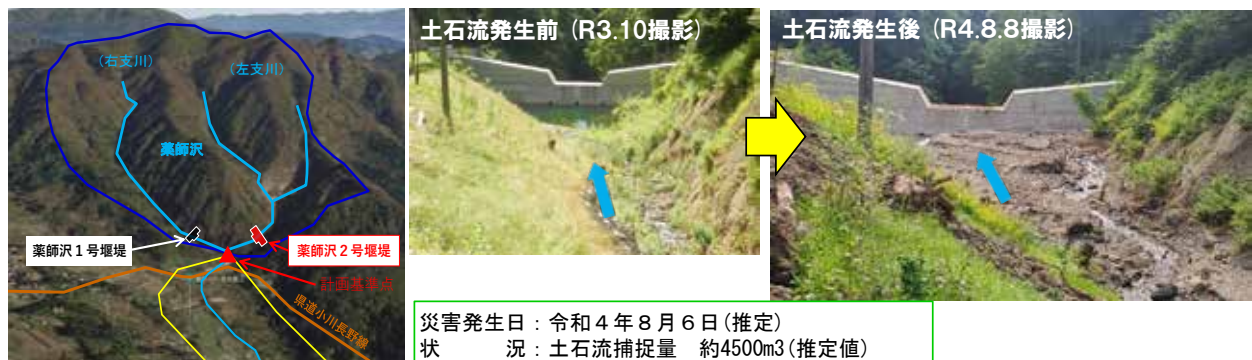 (右支川)
(左支川)
薬師沢
薬師沢1号堰堤
薬師沢2号堰堤
計画基準点
県道小川長野線
土石流発生前(R3.10撮影)
土石流発生後(R4.8.8撮影)
災害発生日:令和4年8月6日(推定)
状　　況:土石流捕捉量　約4500m3(推定値)